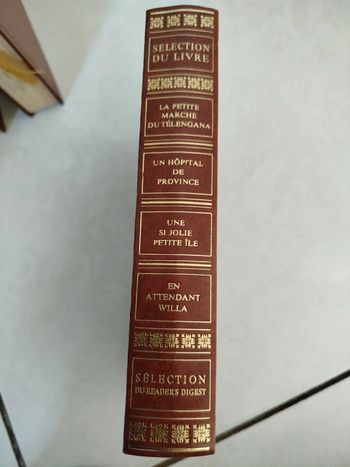 SÉLECTION
DU LIVRE
LA PETITE
MARCHE
DU TÉLENGANA
UN HÔPITAL
DE
PROVINCE
UNE
SI JOLIE
PETITE ÎLE
EN
ATTENDANT
WILLA
SÉLECTION
DU READER'S DIGEST